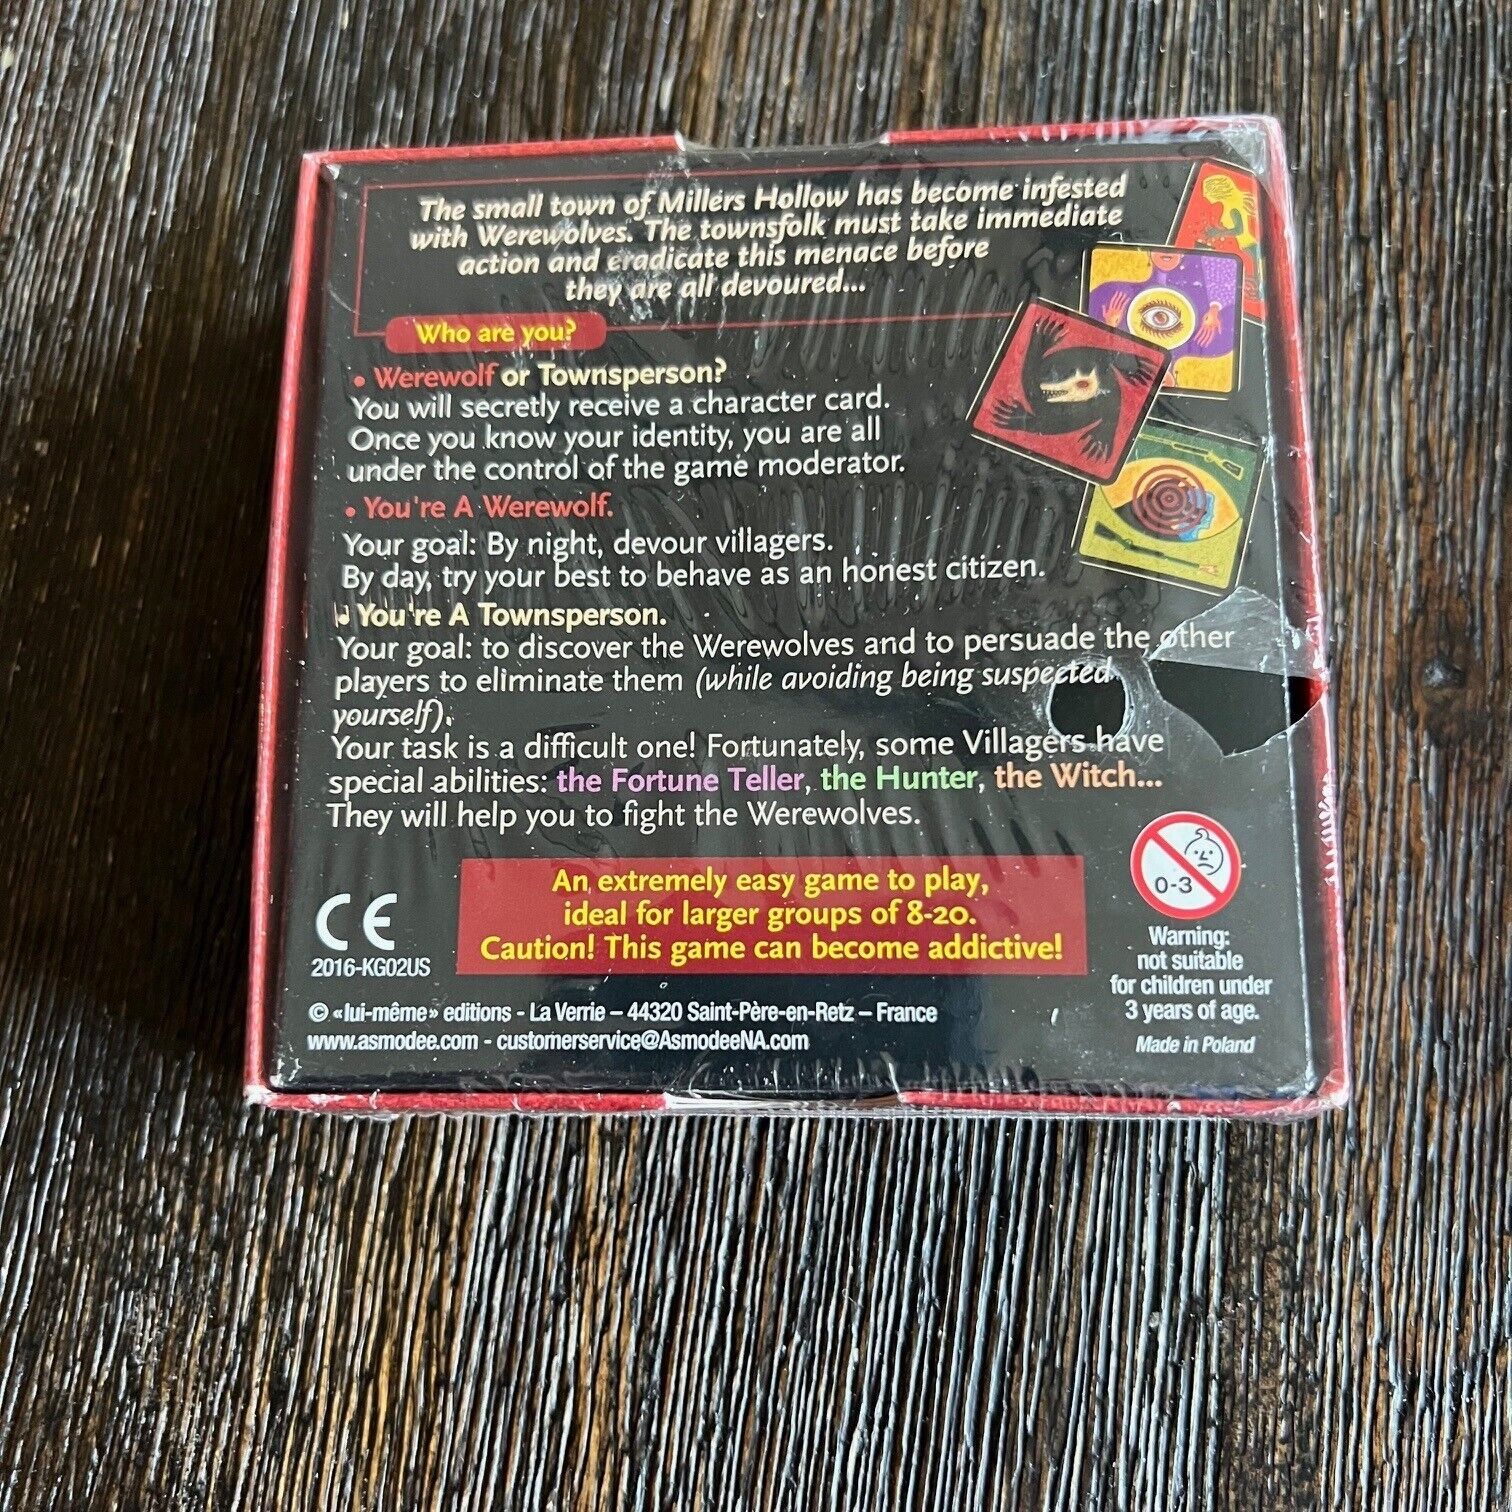 The small town of Millers Hollow has become infested
with Werewolves. The townsfolk must take immediate
action and eradicate this menace before
they are all devoured...
Who are you?
• Werewolf or Townsperson?
You will secretly receive a character card.
Once you know your identity, you are all
under the control of the game moderator.
• You're A Werewolf.
Your goal: By night, devour villagers.
By day, try your best to behave as an honest citizen.
• You're A Townsperson.
Your goal: to discover the Werewolves and to persuade the other
players to eliminate them (while avoiding being suspected
yourself).
Your task is a difficult one! Fortunately, some Villagers have
special abilities: the Fortune Teller, the Hunter, the Witch...
They will help you to fight the Werewolves.
An extremely easy game to play,
ideal for larger groups of 8-20.
Caution! This game can become addictive!
CE
2016-KG02US
0-3
Warning:
not suitable
for children under
3 years of age.
Made in Poland
© «lui-même» editions - La Verrie – 44320 Saint-Père-en-Retz – France
www.asmodee.com - customerservice@AsmodeeNA.com